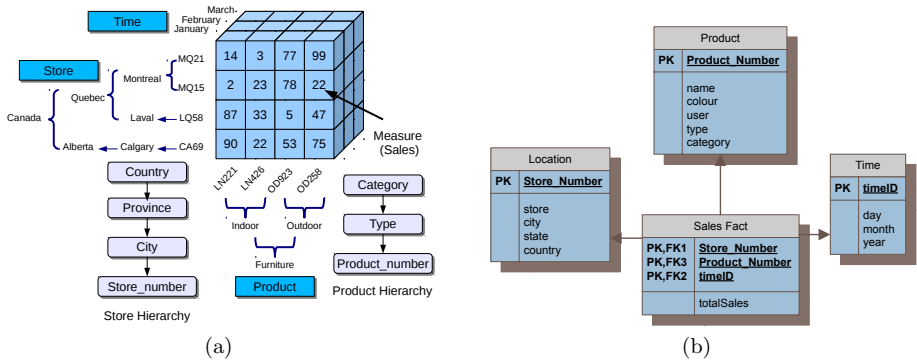 March
February
January
Time
14 3 77 99
2 23 78 22
87 33 5 47
90 22 53 75
Store
MQ21
Montreal
MQ15
Quebec
Canada
Laval
LQ58
Alberta
Calgary
CA69
Measure
(Sales)
LN221
LN426
OD923
OD258
Indoor
Outdoor
Furniture
Product
Country
Province
City
Store_number
Store Hierarchy
Category
Type
Product_number
Product Hierarchy
(a)
Product
PK Product_Number
name
colour
user
type
category
Location
PK Store_Number
store
city
state
country
Time
PK timeID
day
month
year
Sales Fact
PK,FK1 Store_Number
PK,FK3 Product_Number
PK,FK2 timeID
totalSales
(b)